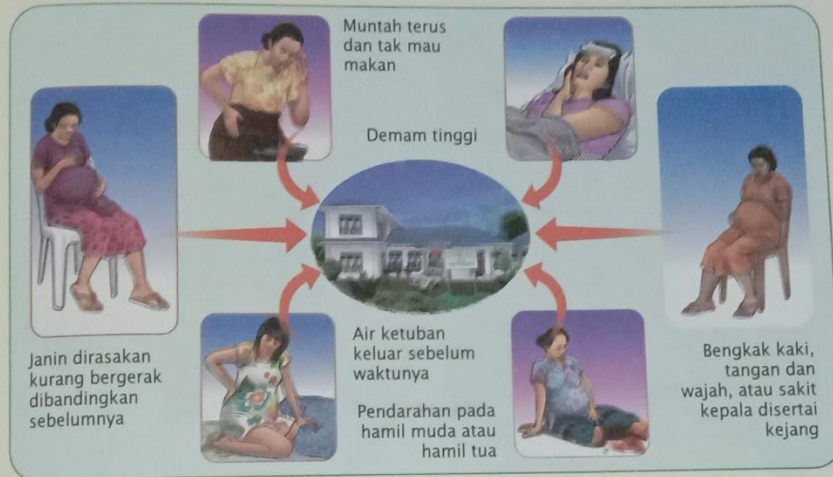 Muntah terus
dan tak mau
makan
Demam tinggi
Janin dirasakan
kurang bergerak
dibandingkan
sebelumnya
Air ketuban
keluar sebelum
waktunya
Pendarahan pada
hamil muda atau
hamil tua
Bengkak kaki,
tangan dan
wajah, atau sakit
kepala disertai
kejang